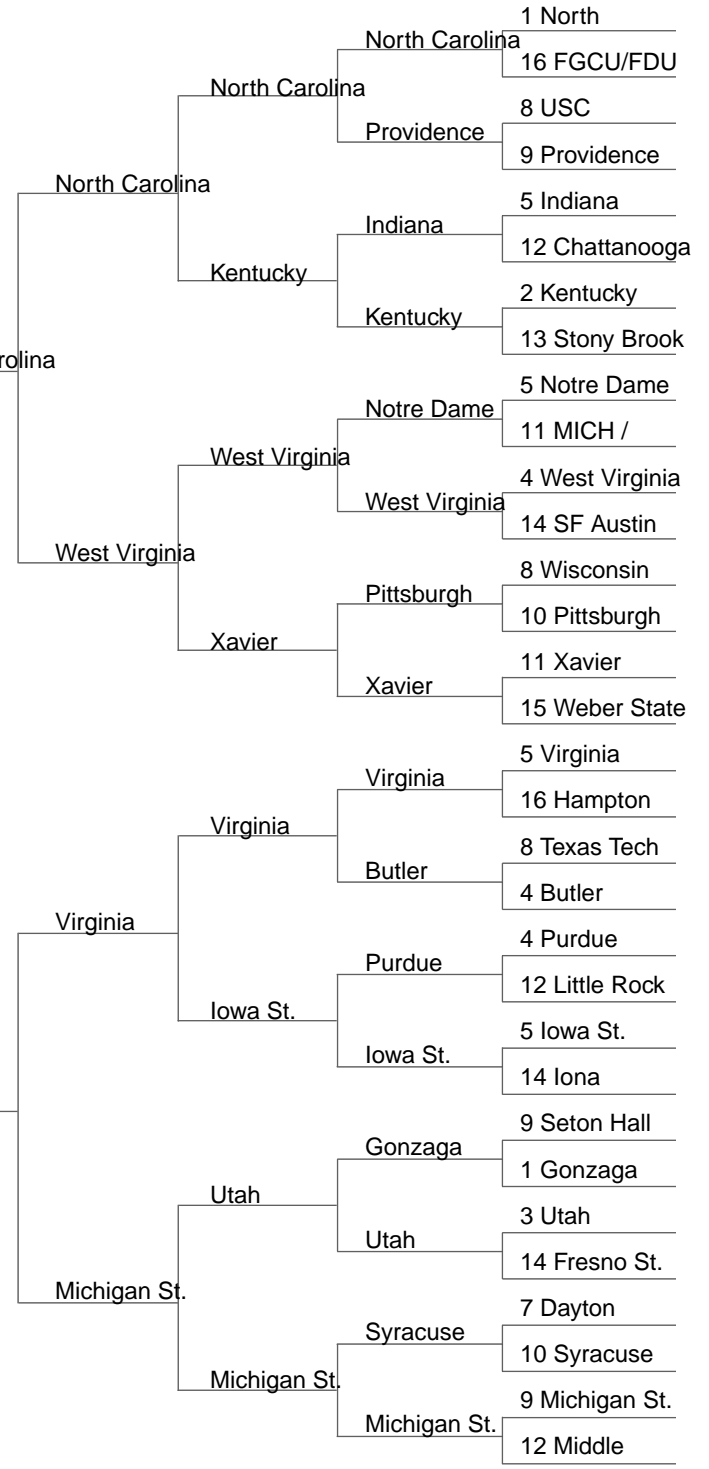 1 North
North Carolina
16 FGCU/FDU
North Carolina
8 USC
Providence
9 Providence
North Carolina
5 Indiana
Indiana
12 Chattanooga
Kentucky
2 Kentucky
Kentucky
13 Stony Brook
rolina
5 Notre Dame
Notre Dame
11 MICH /
West Virginia
4 West Virginia
West Virginia
14 SF Austin
West Virginia
8 Wisconsin
Pittsburgh
10 Pittsburgh
Xavier
11 Xavier
Xavier
15 Weber State
5 Virginia
Virginia
16 Hampton
Virginia
8 Texas Tech
Butler
4 Butler
Virginia
4 Purdue
Purdue
12 Little Rock
Iowa St.
5 Iowa St.
Iowa St.
14 Iona
9 Seton Hall
Gonzaga
1 Gonzaga
Utah
3 Utah
Utah
14 Fresno St.
Michigan St.
7 Dayton
Syracuse
10 Syracuse
Michigan St.
9 Michigan St.
Michigan St.
12 Middle